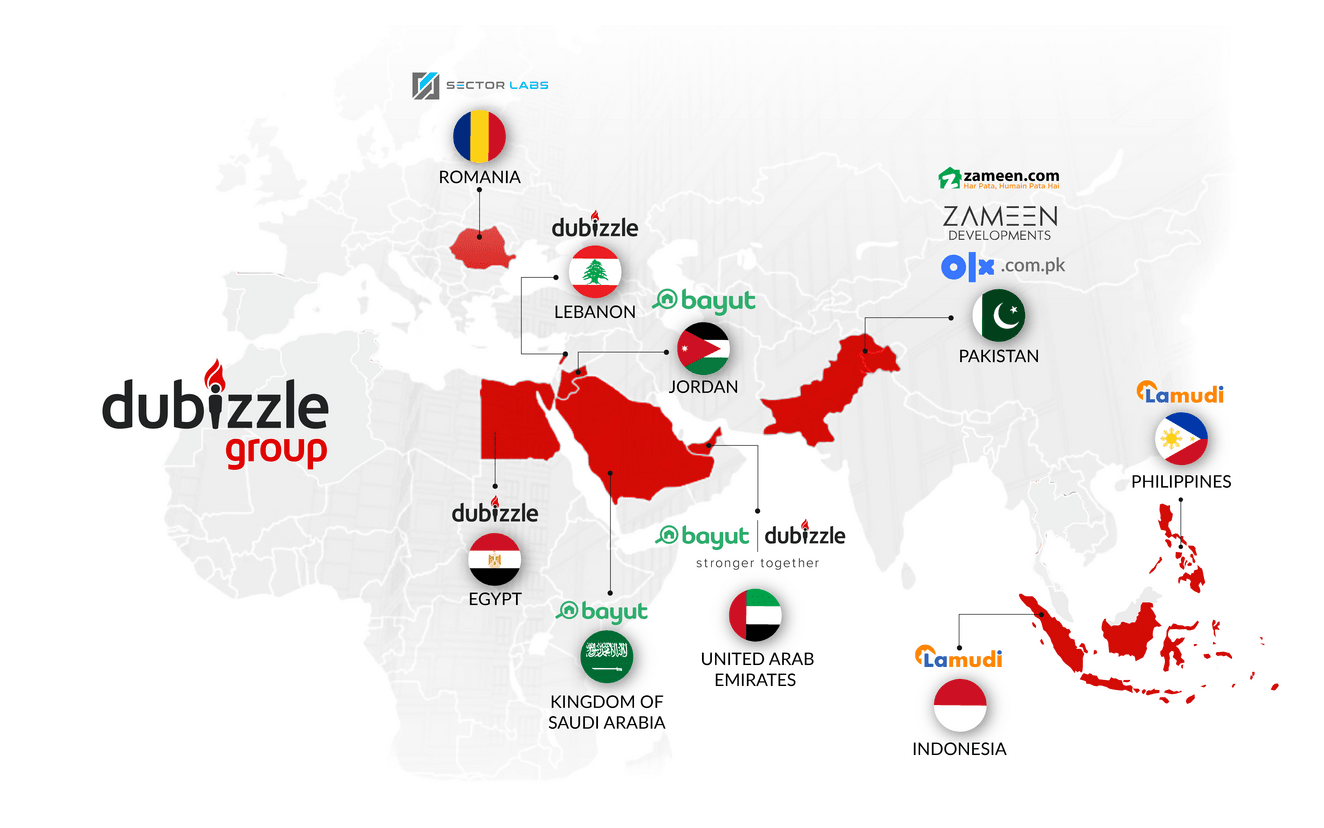 SECTOR LABS
ROMANIA
dubizzle
LEBANON
bayut
JORDAN
zameen.com
Har Pata, Humain Pata Hai
ZAMEEN
DEVELOPMENTS
olx .com.pk
PAKISTAN
dubizzle
group
Lamudi
PHILIPPINES
dubizzle
EGYPT
bayut
KINGDOM OF
SAUDI ARABIA
bayut dubizzle
stronger together
UNITED ARAB
EMIRATES
Lamudi
INDONESIA